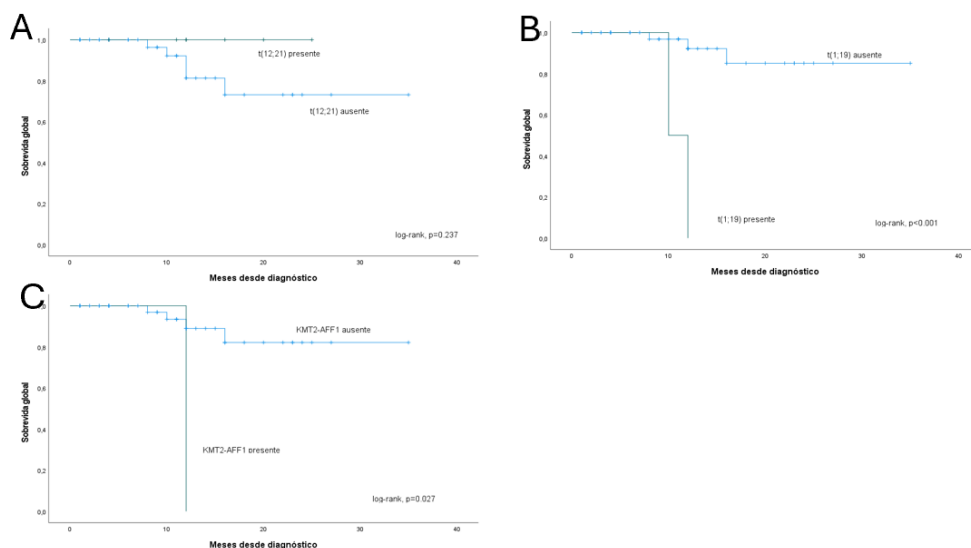 A
1,0
0,8
0,6
0,4
0,2
0,0
Sobrevida global
t(12;21) presente
t(12;21) ausente
log-rank, p=0.237
0 10 20 30 40
Meses desde diagnóstico
B
1,0
0,8
0,6
0,4
0,2
0,0
Sobrevida global
t(1;19) ausente
t(1;19) presente
log-rank, p<0.001
0 10 20 30 40
Meses desde diagnóstico
C
1,0
0,8
0,6
0,4
0,2
0,0
Sobrevida global
KMT2-AFF1 ausente
KMT2-AFF1 presente
log-rank, p=0.027
0 10 20 30 40
Meses desde diagnóstico